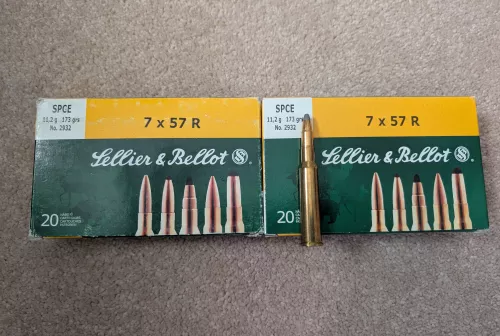 SPCE
11,2 g .173 grs
No. 2932
7 x 57 R
Sellier & Bellot
20
SPCE
11,2 g .173 grs
No. 2932
7 x 57 R
Sellier & Bellot
20